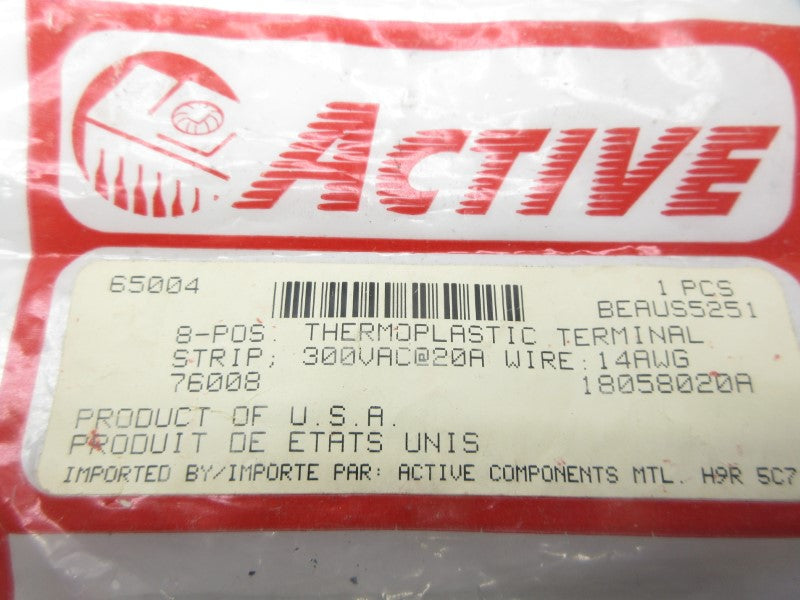 ACTIVE
65004 1 PCS
BEAUS5251
8-POS. THERMOPLASTIC TERMINAL
STRIP; 300VAC@20A WIRE:14AWG
76008 18058020A
PRODUCT OF U.S.A.
PRODUIT DE ETATS UNIS
IMPORTED BY/IMPORTE PAR: ACTIVE COMPONENTS MTL. H9R 5C7